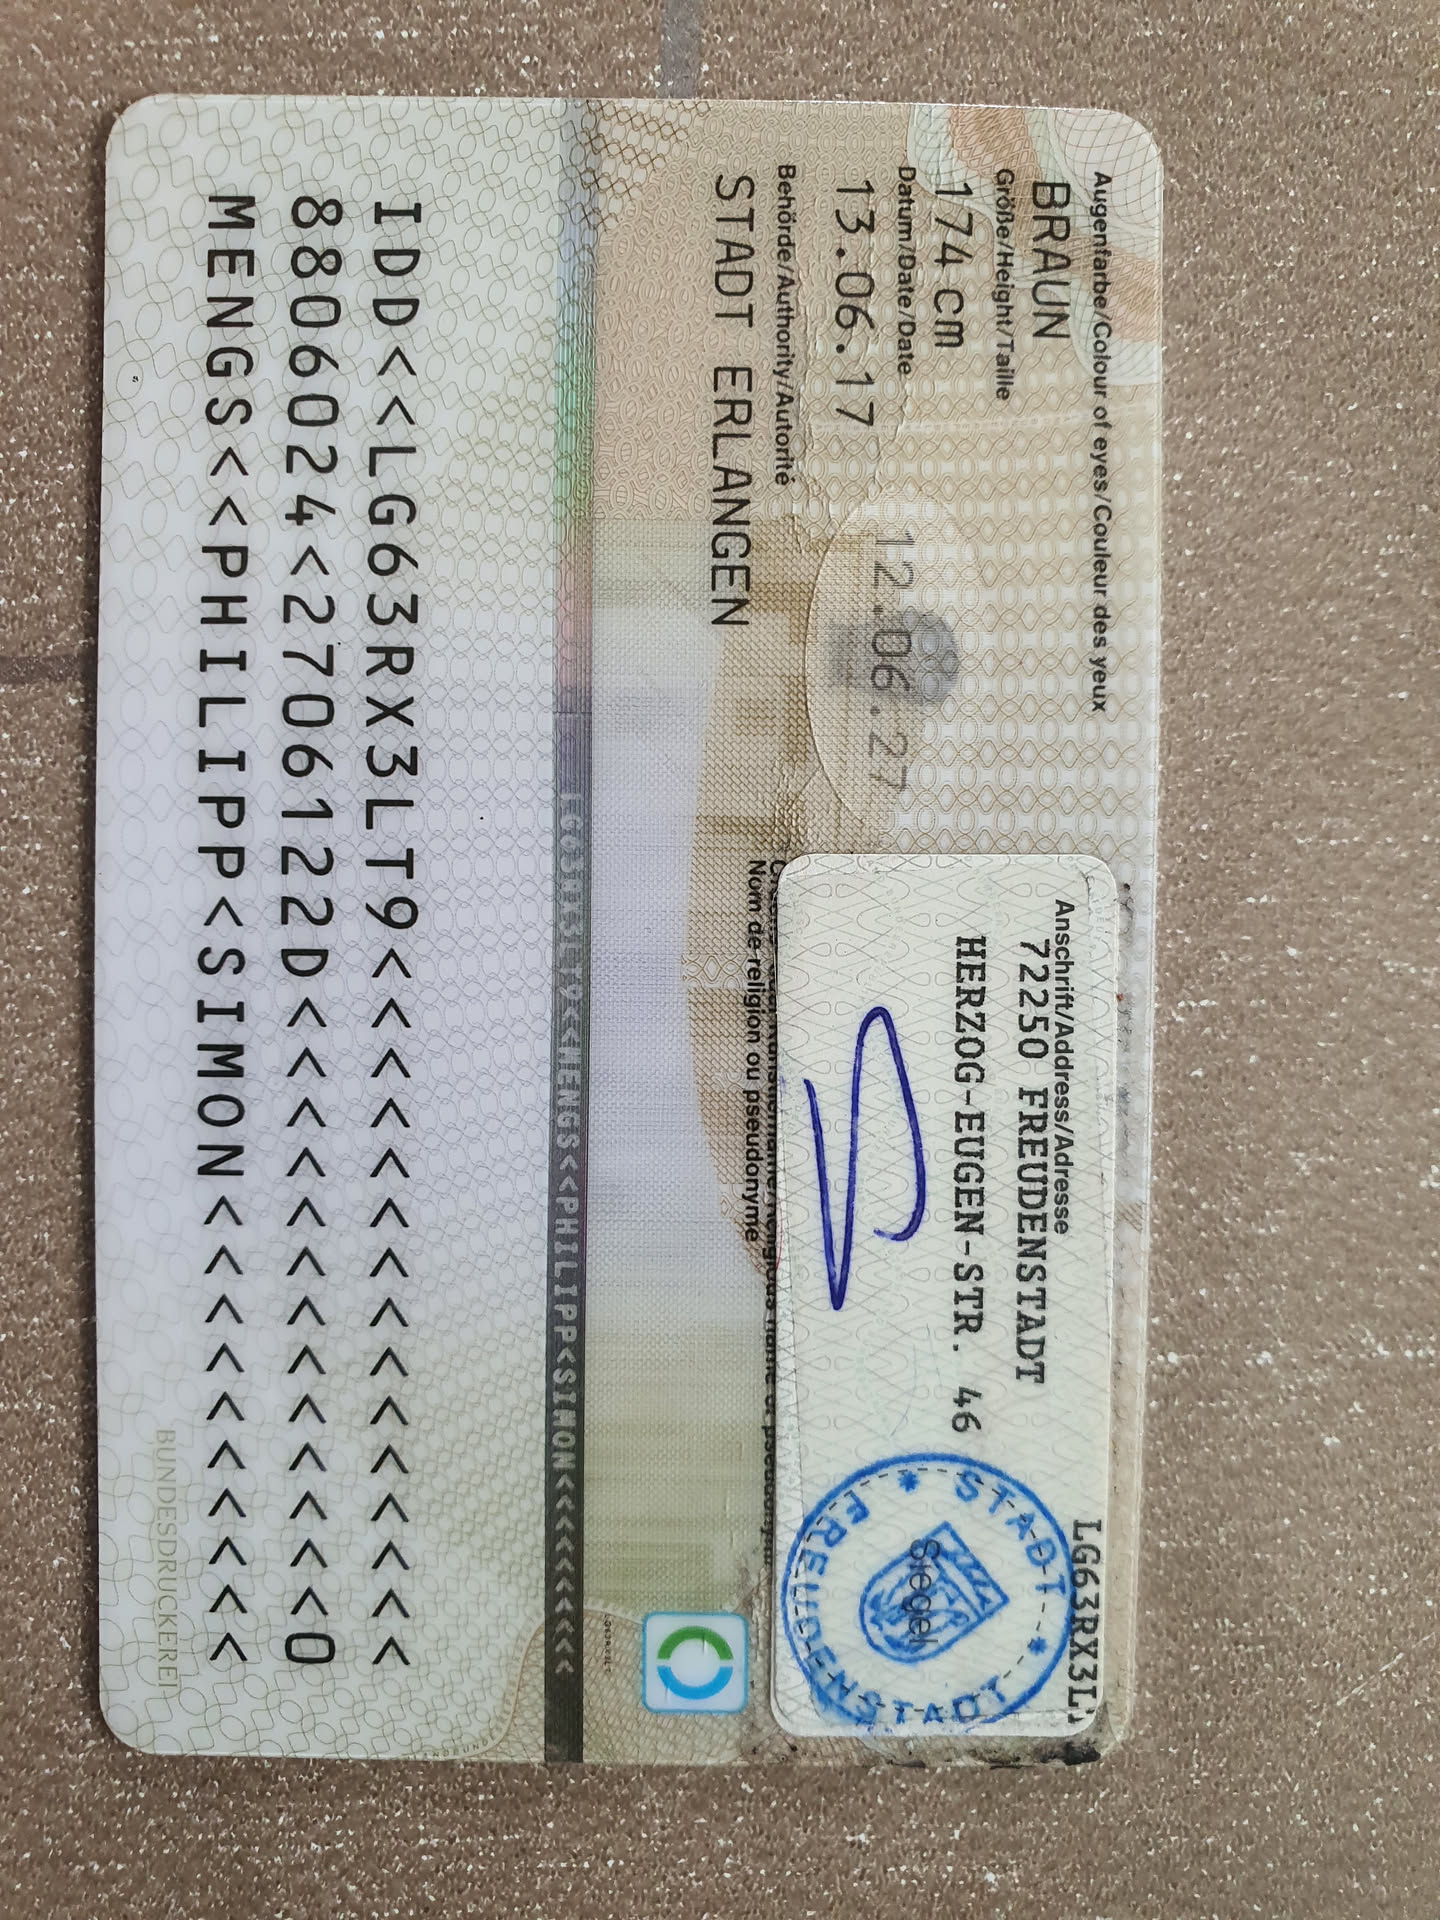 Augenfarbe/Colour of eyes/Couleur des yeux
BRAUN
Größe/Height/Taille
174 cm
Datum/Date/Date
13.06.17
12.06.27
Behörde/Authority/Autorité
STADT ERLANGEN
LG63RX3L
Anschrift/Address/Adresse
72250 FREUDENSTADT
HERZOG-EUGEN-STR. 46
STADT
FREUDENSTADT
Siegel
Nom de religion ou pseudonyme
<<MENGS<<PHILIPP<SIMON<<<<<<<<
IDD<<LG63RX3LT9<<<<<<<<<<<<<<<
8806024<2706122D<<<<<<<<<<<<<0
MENGS<<PHILIPP<SIMON<<<<<<<<<<
BUNDESDRUCKEREI